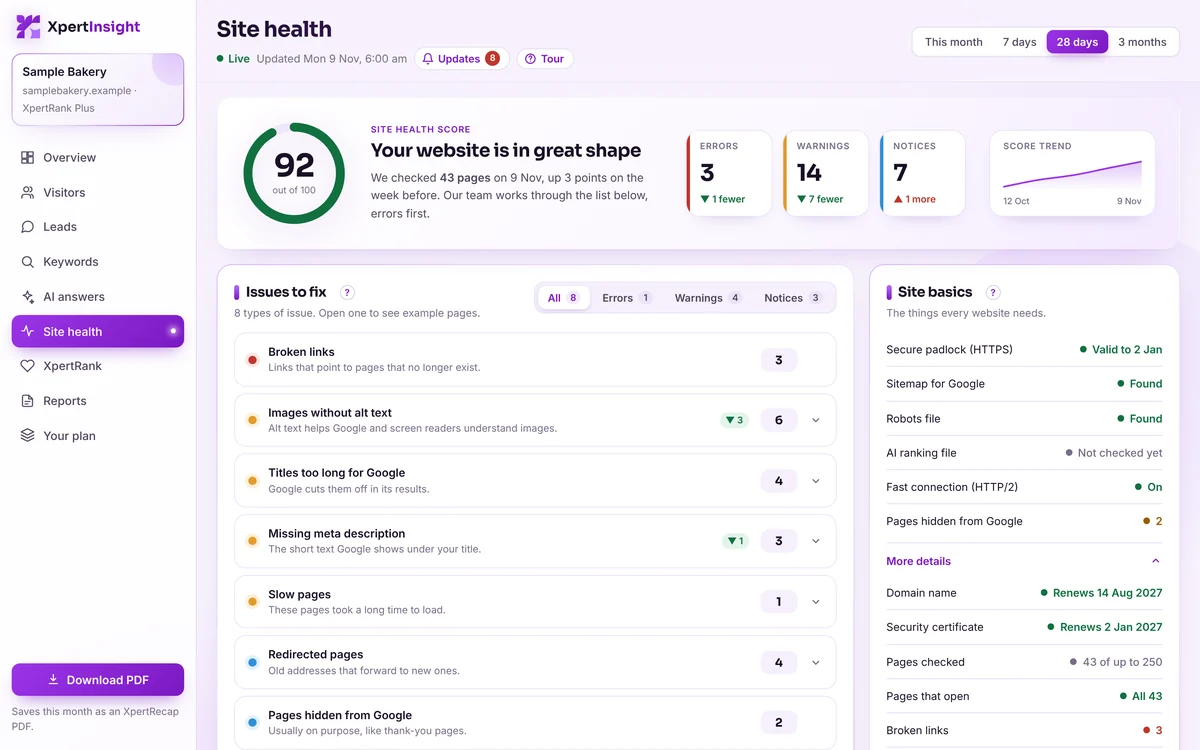 XpertInsight
Sample Bakery
samplebakery.example ·
XpertRank Plus
Overview
Visitors
Leads
Keywords
AI answers
Site health
XpertRank
Reports
Your plan
Download PDF
Saves this month as an XpertRecap
PDF.
Site health
Live Updated Mon 9 Nov, 6:00 am Updates 8 Tour
This month 7 days 28 days 3 months
92
out of 100
SITE HEALTH SCORE
Your website is in great shape
We checked 43 pages on 9 Nov, up 3 points on the
week before. Our team works through the list below,
errors first.
ERRORS
3
▼ 1 fewer
WARNINGS
14
▼ 7 fewer
NOTICES
7
▲ 1 more
SCORE TREND
12 Oct 9 Nov
Issues to fix ?
8 types of issue. Open one to see example pages.
All 8 Errors 1 Warnings 4 Notices 3
Broken links
Links that point to pages that no longer exist.
3
Images without alt text
Alt text helps Google and screen readers understand images.
▼ 3 6
Titles too long for Google
Google cuts them off in its results.
4
Missing meta description
The short text Google shows under your title.
▼ 1 3
Slow pages
These pages took a long time to load.
1
Redirected pages
Old addresses that forward to new ones.
4
Pages hidden from Google
Usually on purpose, like thank-you pages.
2
Site basics ?
The things every website needs.
Secure padlock (HTTPS) Valid to 2 Jan
Sitemap for Google Found
Robots file Found
AI ranking file Not checked yet
Fast connection (HTTP/2) On
Pages hidden from Google 2
More details
Domain name Renews 14 Aug 2027
Security certificate Renews 2 Jan 2027
Pages checked 43 of up to 250
Pages that open All 43
Broken links 3